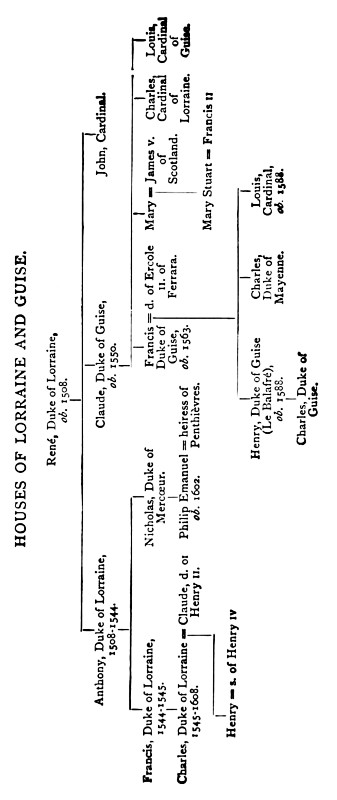 HOUSES OF LORRAINE AND GUISE.
René, Duke of Lorraine,
ob. 1508.
Anthony, Duke of Lorraine,
1508-1544.
Claude, Duke of Guise,
ob. 1550.
John, Cardinal.
Francis, Duke of Lorraine,
1544-1545.
Nicholas, Duke of
Mercœur.
Francis = d. of Ercole
Duke of II. of
Guise, Ferrara.
ob. 1563.
Mary = James V.
of
Scotland.
Charles,
Cardinal
of
Lorraine.
Louis,
Cardinal
of
Guise.
Charles, Duke of Lorraine = Claude, d. of
1545-1608. Henry II.
Philip Emanuel = heiress of
ob. 1602. Penthièvres.
Mary Stuart = Francis II
Henry = s. of Henry IV
Henry, Duke of Guise
(Le Balafré),
ob. 1588.
Charles,
Duke of
Mayenne.
Louis,
Cardinal,
ob. 1588.
Charles, Duke of
Guise.